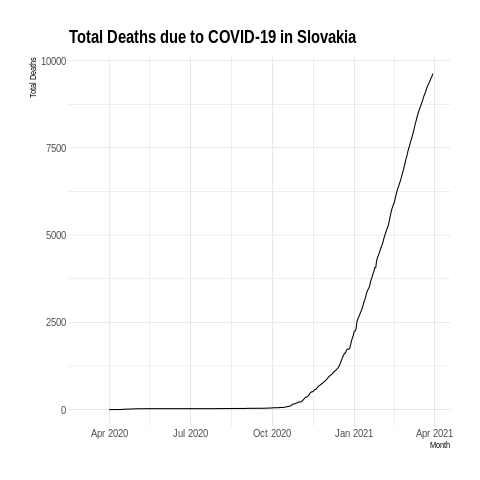 Total Deaths due to COVID-19 in Slovakia
Total Deaths
10000
7500
5000
2500
0
Apr 2020
Jul 2020
Oct 2020
Jan 2021
Apr 2021
Month